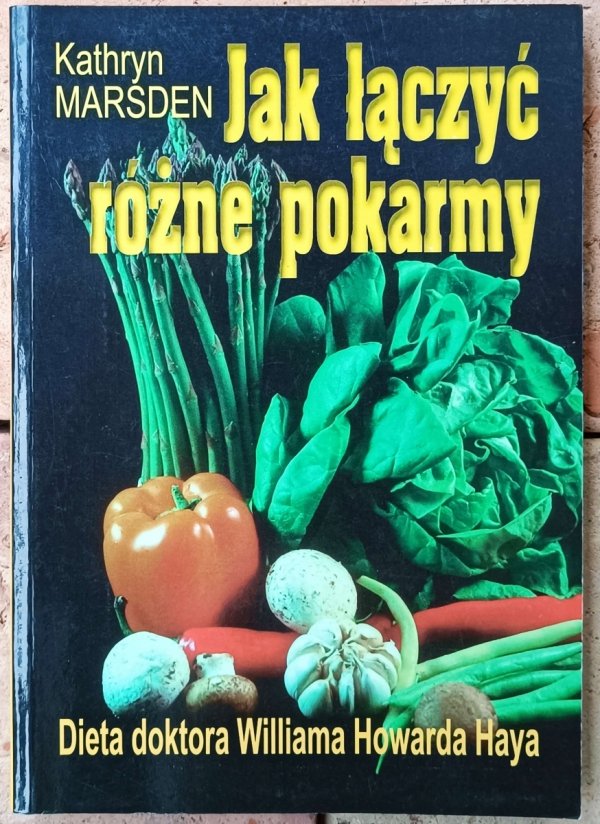 Kathryn
MARSDEN
Jak łączyć
różne pokarmy
Dieta doktora Williama Howarda Haya